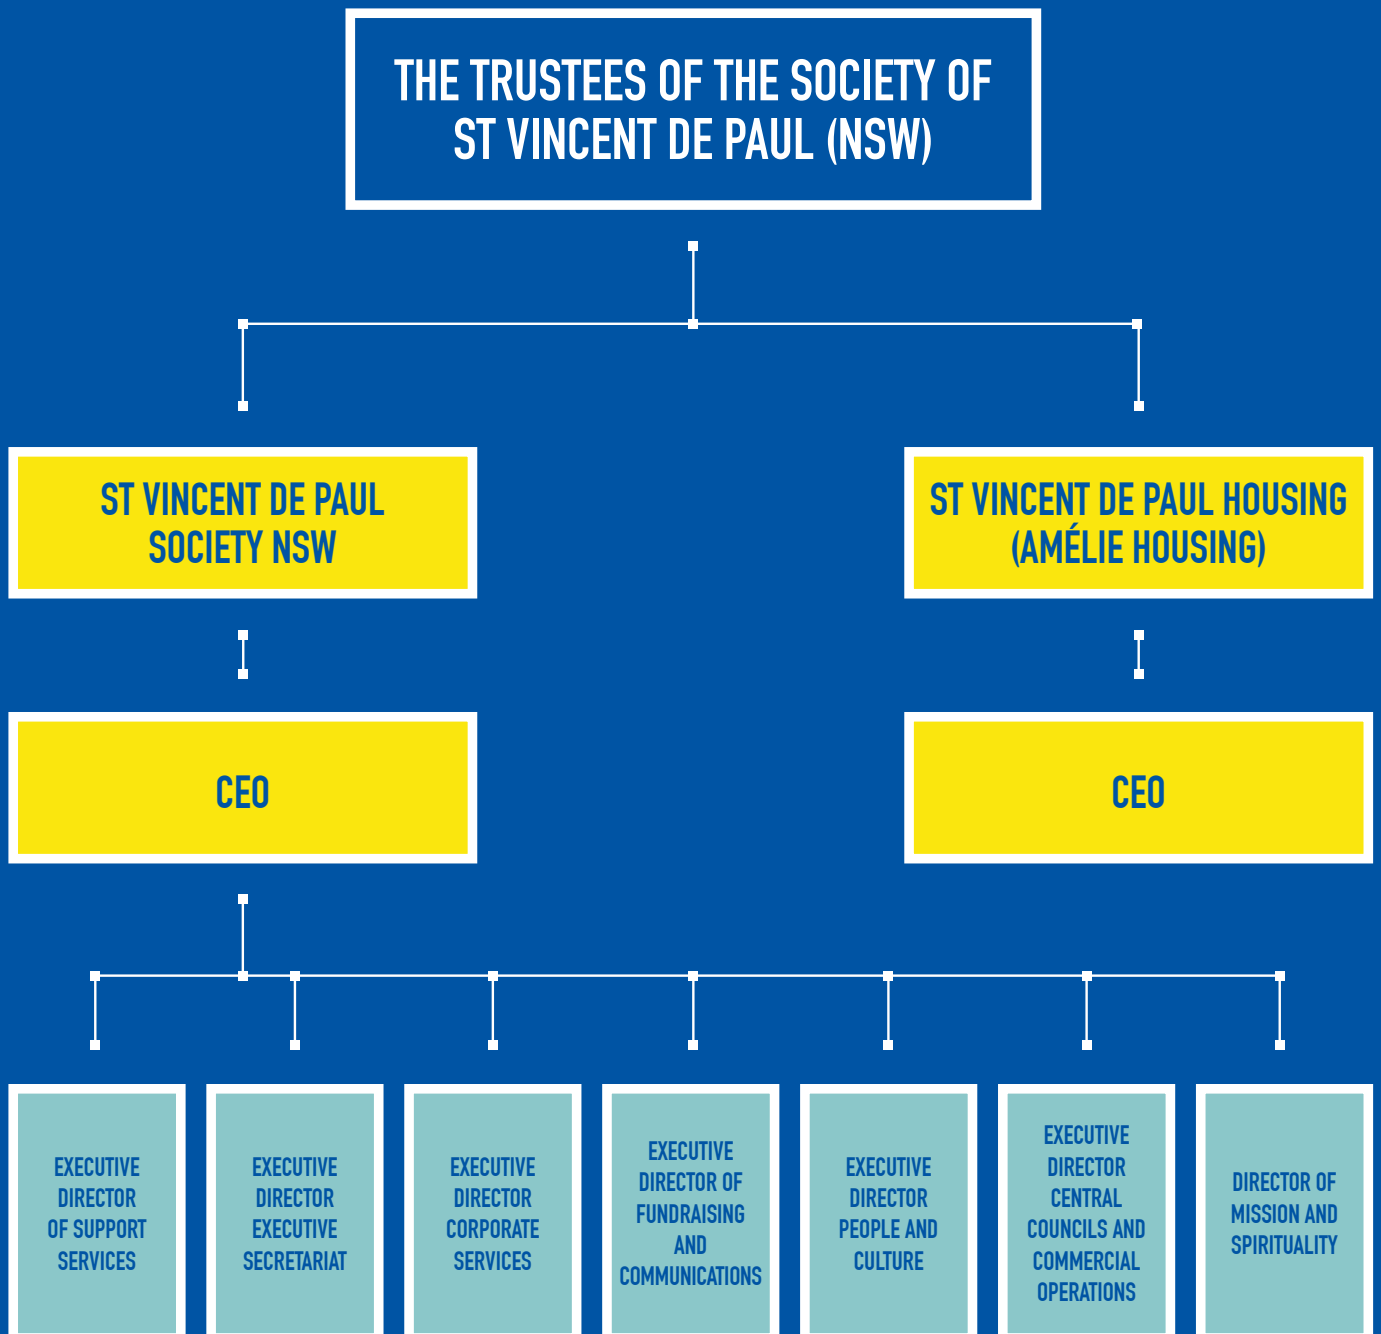 THE TRUSTEES OF THE SOCIETY OF
ST VINCENT DE PAUL (NSW)
ST VINCENT DE PAUL
SOCIETY NSW
ST VINCENT DE PAUL HOUSING
(AMÉLIE HOUSING)
CEO
CEO
EXECUTIVE
DIRECTOR
OF SUPPORT
SERVICES
EXECUTIVE
DIRECTOR
EXECUTIVE
SECRETARIAT
EXECUTIVE
DIRECTOR
CORPORATE
SERVICES
EXECUTIVE
DIRECTOR OF
FUNDRAISING
AND
COMMUNICATIONS
EXECUTIVE
DIRECTOR
PEOPLE AND
CULTURE
EXECUTIVE
DIRECTOR
CENTRAL
COUNCILS AND
COMMERCIAL
OPERATIONS
DIRECTOR OF
MISSION AND
SPIRITUALITY